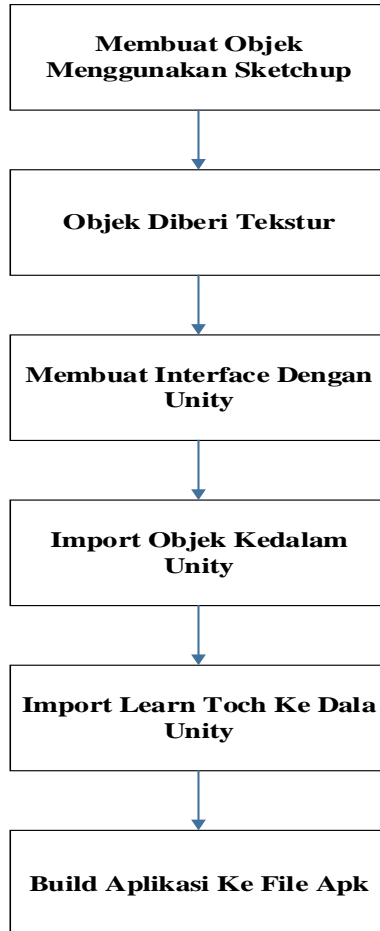 Membuat Objek
Menggunakan Sketchup
Objek Diberi Tekstur
Membuat Interface Dengan
Unity
Import Objek Kedalam
Unity
Import Learn Toch Ke Dala
Unity
Build Aplikasi Ke File Apk